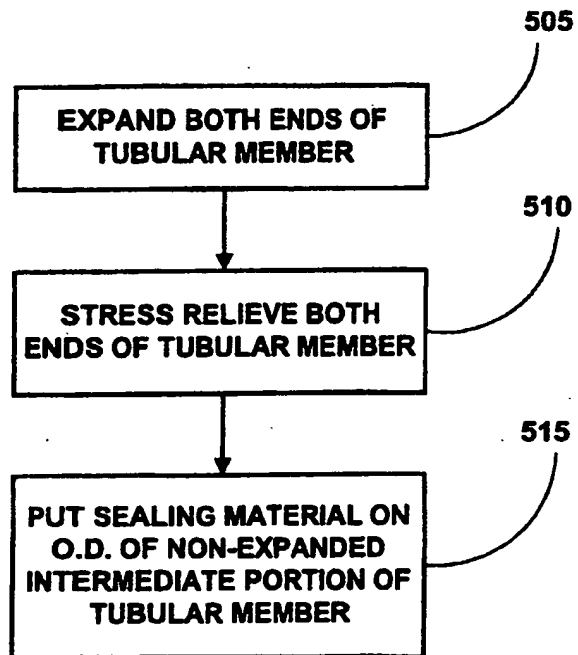 505
EXPAND BOTH ENDS OF
TUBULAR MEMBER
510
STRESS RELIEVE BOTH
ENDS OF TUBULAR MEMBER
515
PUT SEALING MATERIAL ON
O.D. OF NON-EXPANDED
INTERMEDIATE PORTION OF
TUBULAR MEMBER